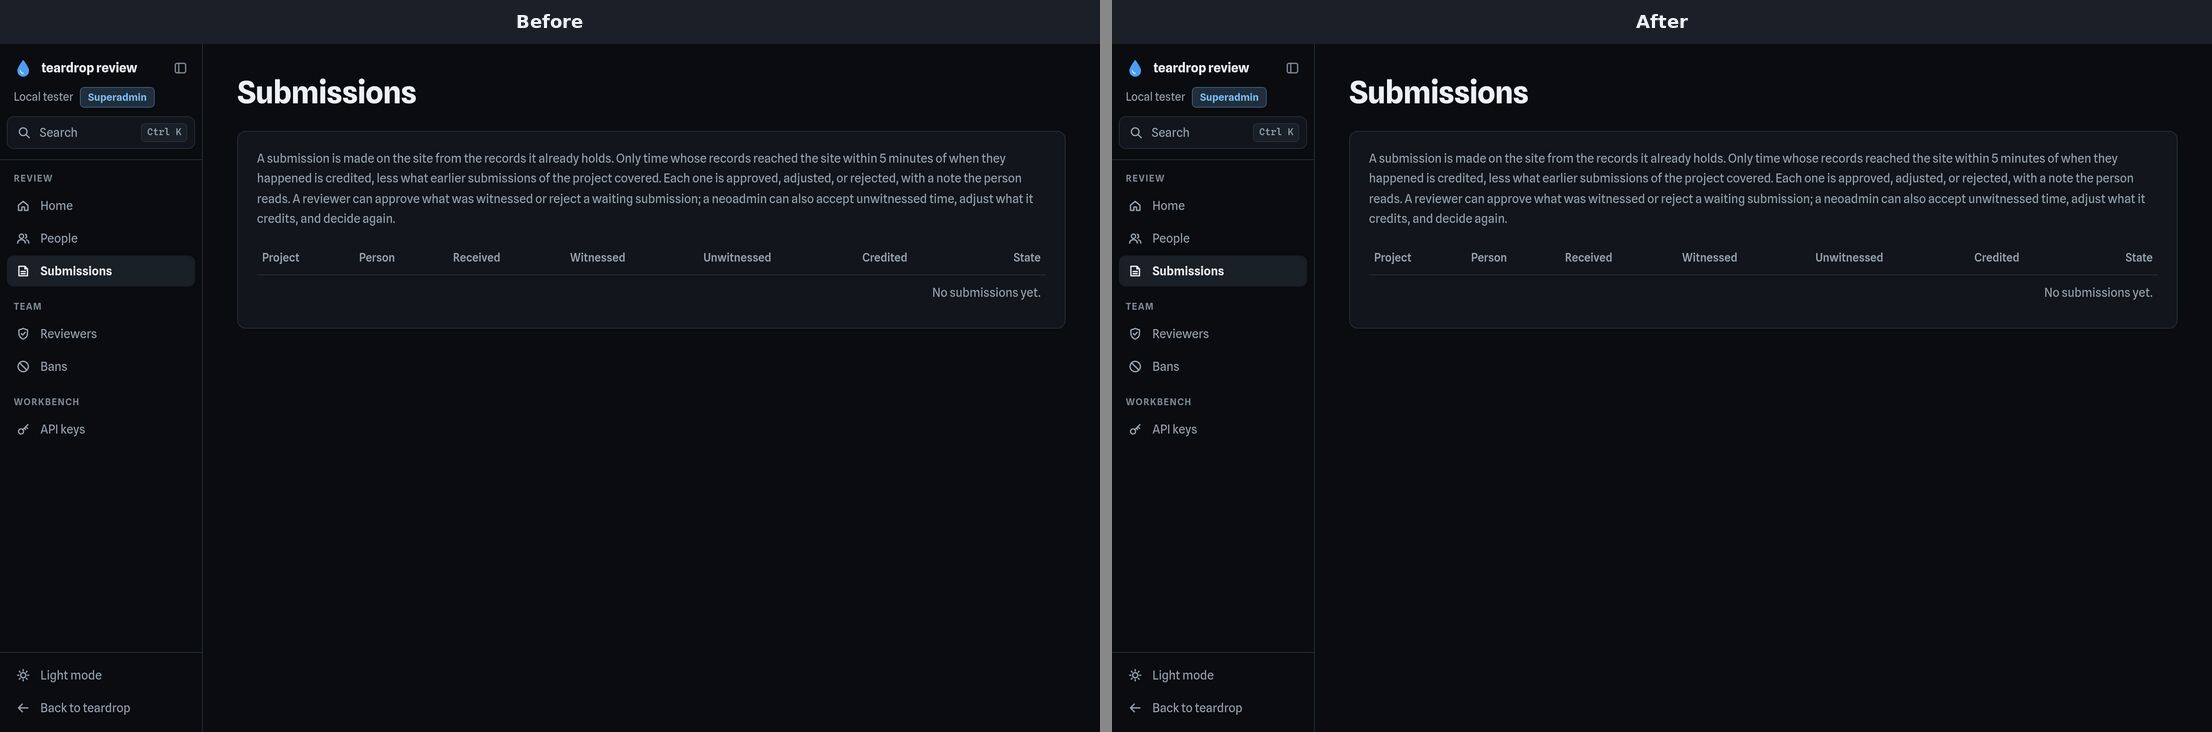 Before
teardrop review
Local tester Superadmin
Search Ctrl K
REVIEW
Home
People
Submissions
TEAM
Reviewers
Bans
WORKBENCH
API keys
Light mode
Back to teardrop
Submissions
A submission is made on the site from the records it already holds. Only time whose records reached the site within 5 minutes of when they
happened is credited, less what earlier submissions of the project covered. Each one is approved, adjusted, or rejected, with a note the person
reads. A reviewer can approve what was witnessed or reject a waiting submission; a neoadmin can also accept unwitnessed time, adjust what it
credits, and decide again.
Project Person Received Witnessed Unwitnessed Credited State
No submissions yet.
After
teardrop review
Local tester Superadmin
Search Ctrl K
REVIEW
Home
People
Submissions
TEAM
Reviewers
Bans
WORKBENCH
API keys
Light mode
Back to teardrop
Submissions
A submission is made on the site from the records it already holds. Only time whose records reached the site within 5 minutes of when they
happened is credited, less what earlier submissions of the project covered. Each one is approved, adjusted, or rejected, with a note the person
reads. A reviewer can approve what was witnessed or reject a waiting submission; a neoadmin can also accept unwitnessed time, adjust what it
credits, and decide again.
Project Person Received Witnessed Unwitnessed Credited State
No submissions yet.